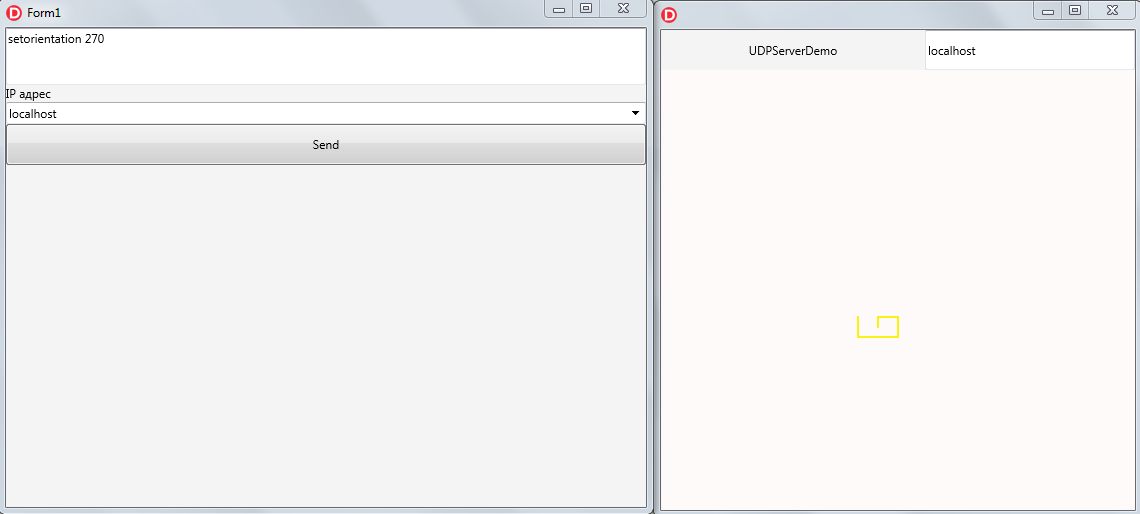 Form1
setorientation 270
IP адрес
localhost
Send
UDPServerDemo
localhost